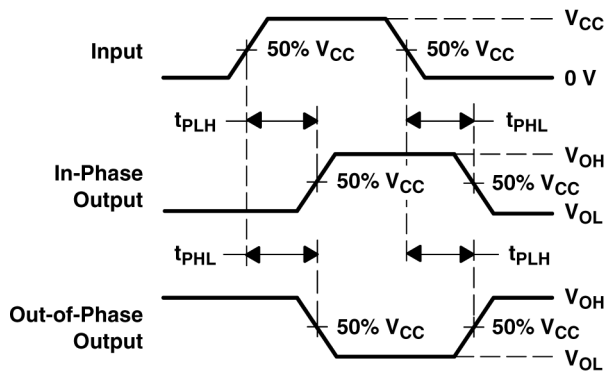 Input
50% VCC
50% VCC
VCC
0 V
tPLH
tPHL
In-Phase
Output
50% VCC
50% VCC
VOH
VOL
tPHL
tPLH
Out-of-Phase
Output
50% VCC
50% VCC
VOH
VOL